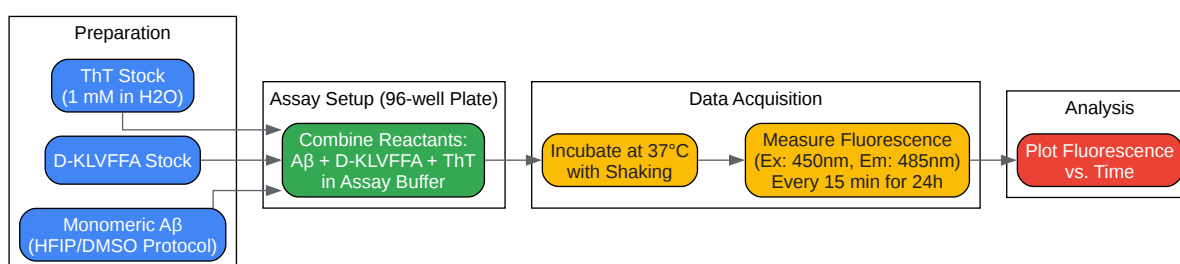 Preparation
ThT Stock
(1 mM in H2O)
D-KLVFFA Stock
Monomeric Aβ
(HFIP/DMSO Protocol)
Assay Setup (96-well Plate)
Combine Reactants:
Aβ + D-KLVFFA + ThT
in Assay Buffer
Data Acquisition
Incubate at 37°C
with Shaking
Measure Fluorescence
(Ex: 450nm, Em: 485nm)
Every 15 min for 24h
Analysis
Plot Fluorescence
vs. Time